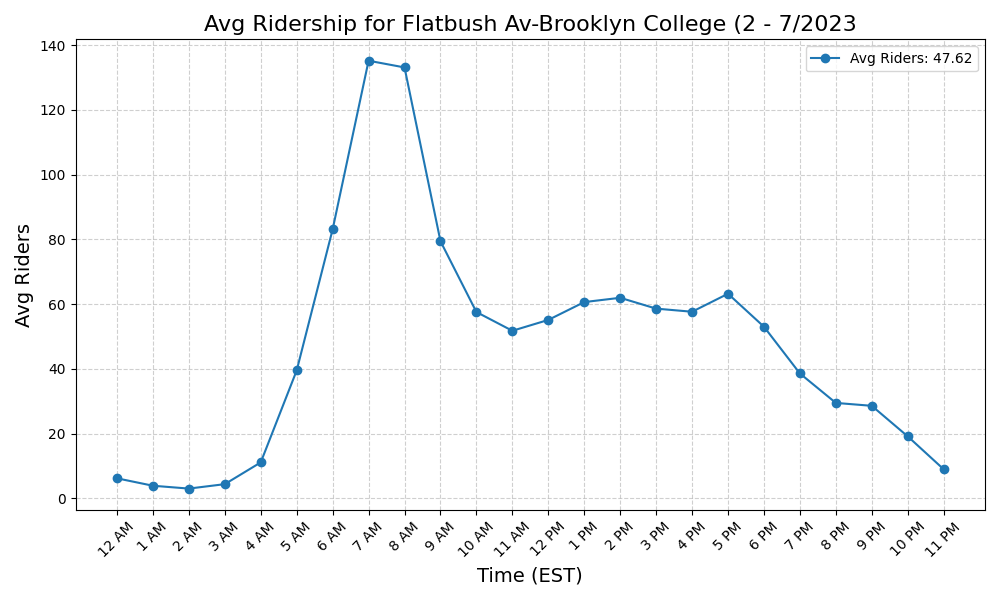 Avg Ridership for Flatbush Av-Brooklyn College (2 - 7/2023
Avg Riders: 47.62
Avg Riders
140
120
100
80
60
40
20
0
12 AM
1 AM
2 AM
3 AM
4 AM
5 AM
6 AM
7 AM
8 AM
9 AM
10 AM
11 AM
12 PM
1 PM
2 PM
3 PM
4 PM
5 PM
6 PM
7 PM
8 PM
9 PM
10 PM
11 PM
Time (EST)